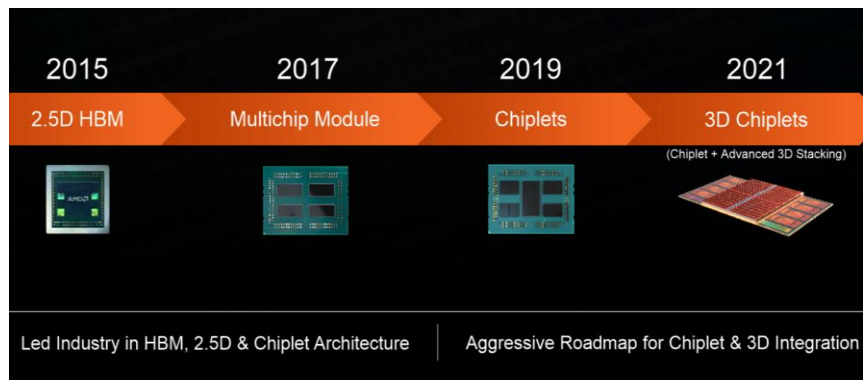 2015
2017
2019
2021
2.5D HBM
Multichip Module
Chiplets
3D Chiplets
(Chiplet + Advanced 3D Stacking)
AMD
Led Industry in HBM, 2.5D & Chiplet Architecture
Aggressive Roadmap for Chiplet & 3D Integration